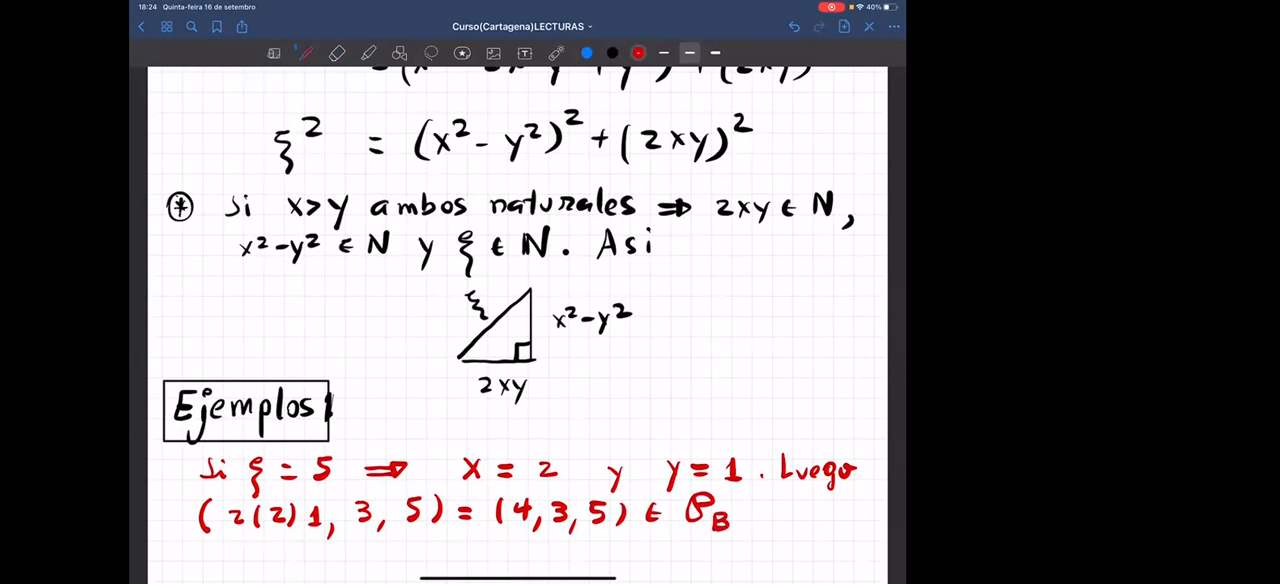 18:24 Quinta-feira 16 de setembro
40%
Curso(Cartagena)LECTURAS
ξ² = (x² - y²)² + (2xy)²
⊛ Si x>y ambos naturales ⇒ 2xy ∈ N,
x²-y² ∈ N y ξ ∈ N. Asi
ξ
x²-y²
2xy
Ejemplos
Si ξ = 5 ⇒ x = 2 y y = 1. Luego
(2(2)1, 3, 5) = (4, 3, 5) ∈ P_B